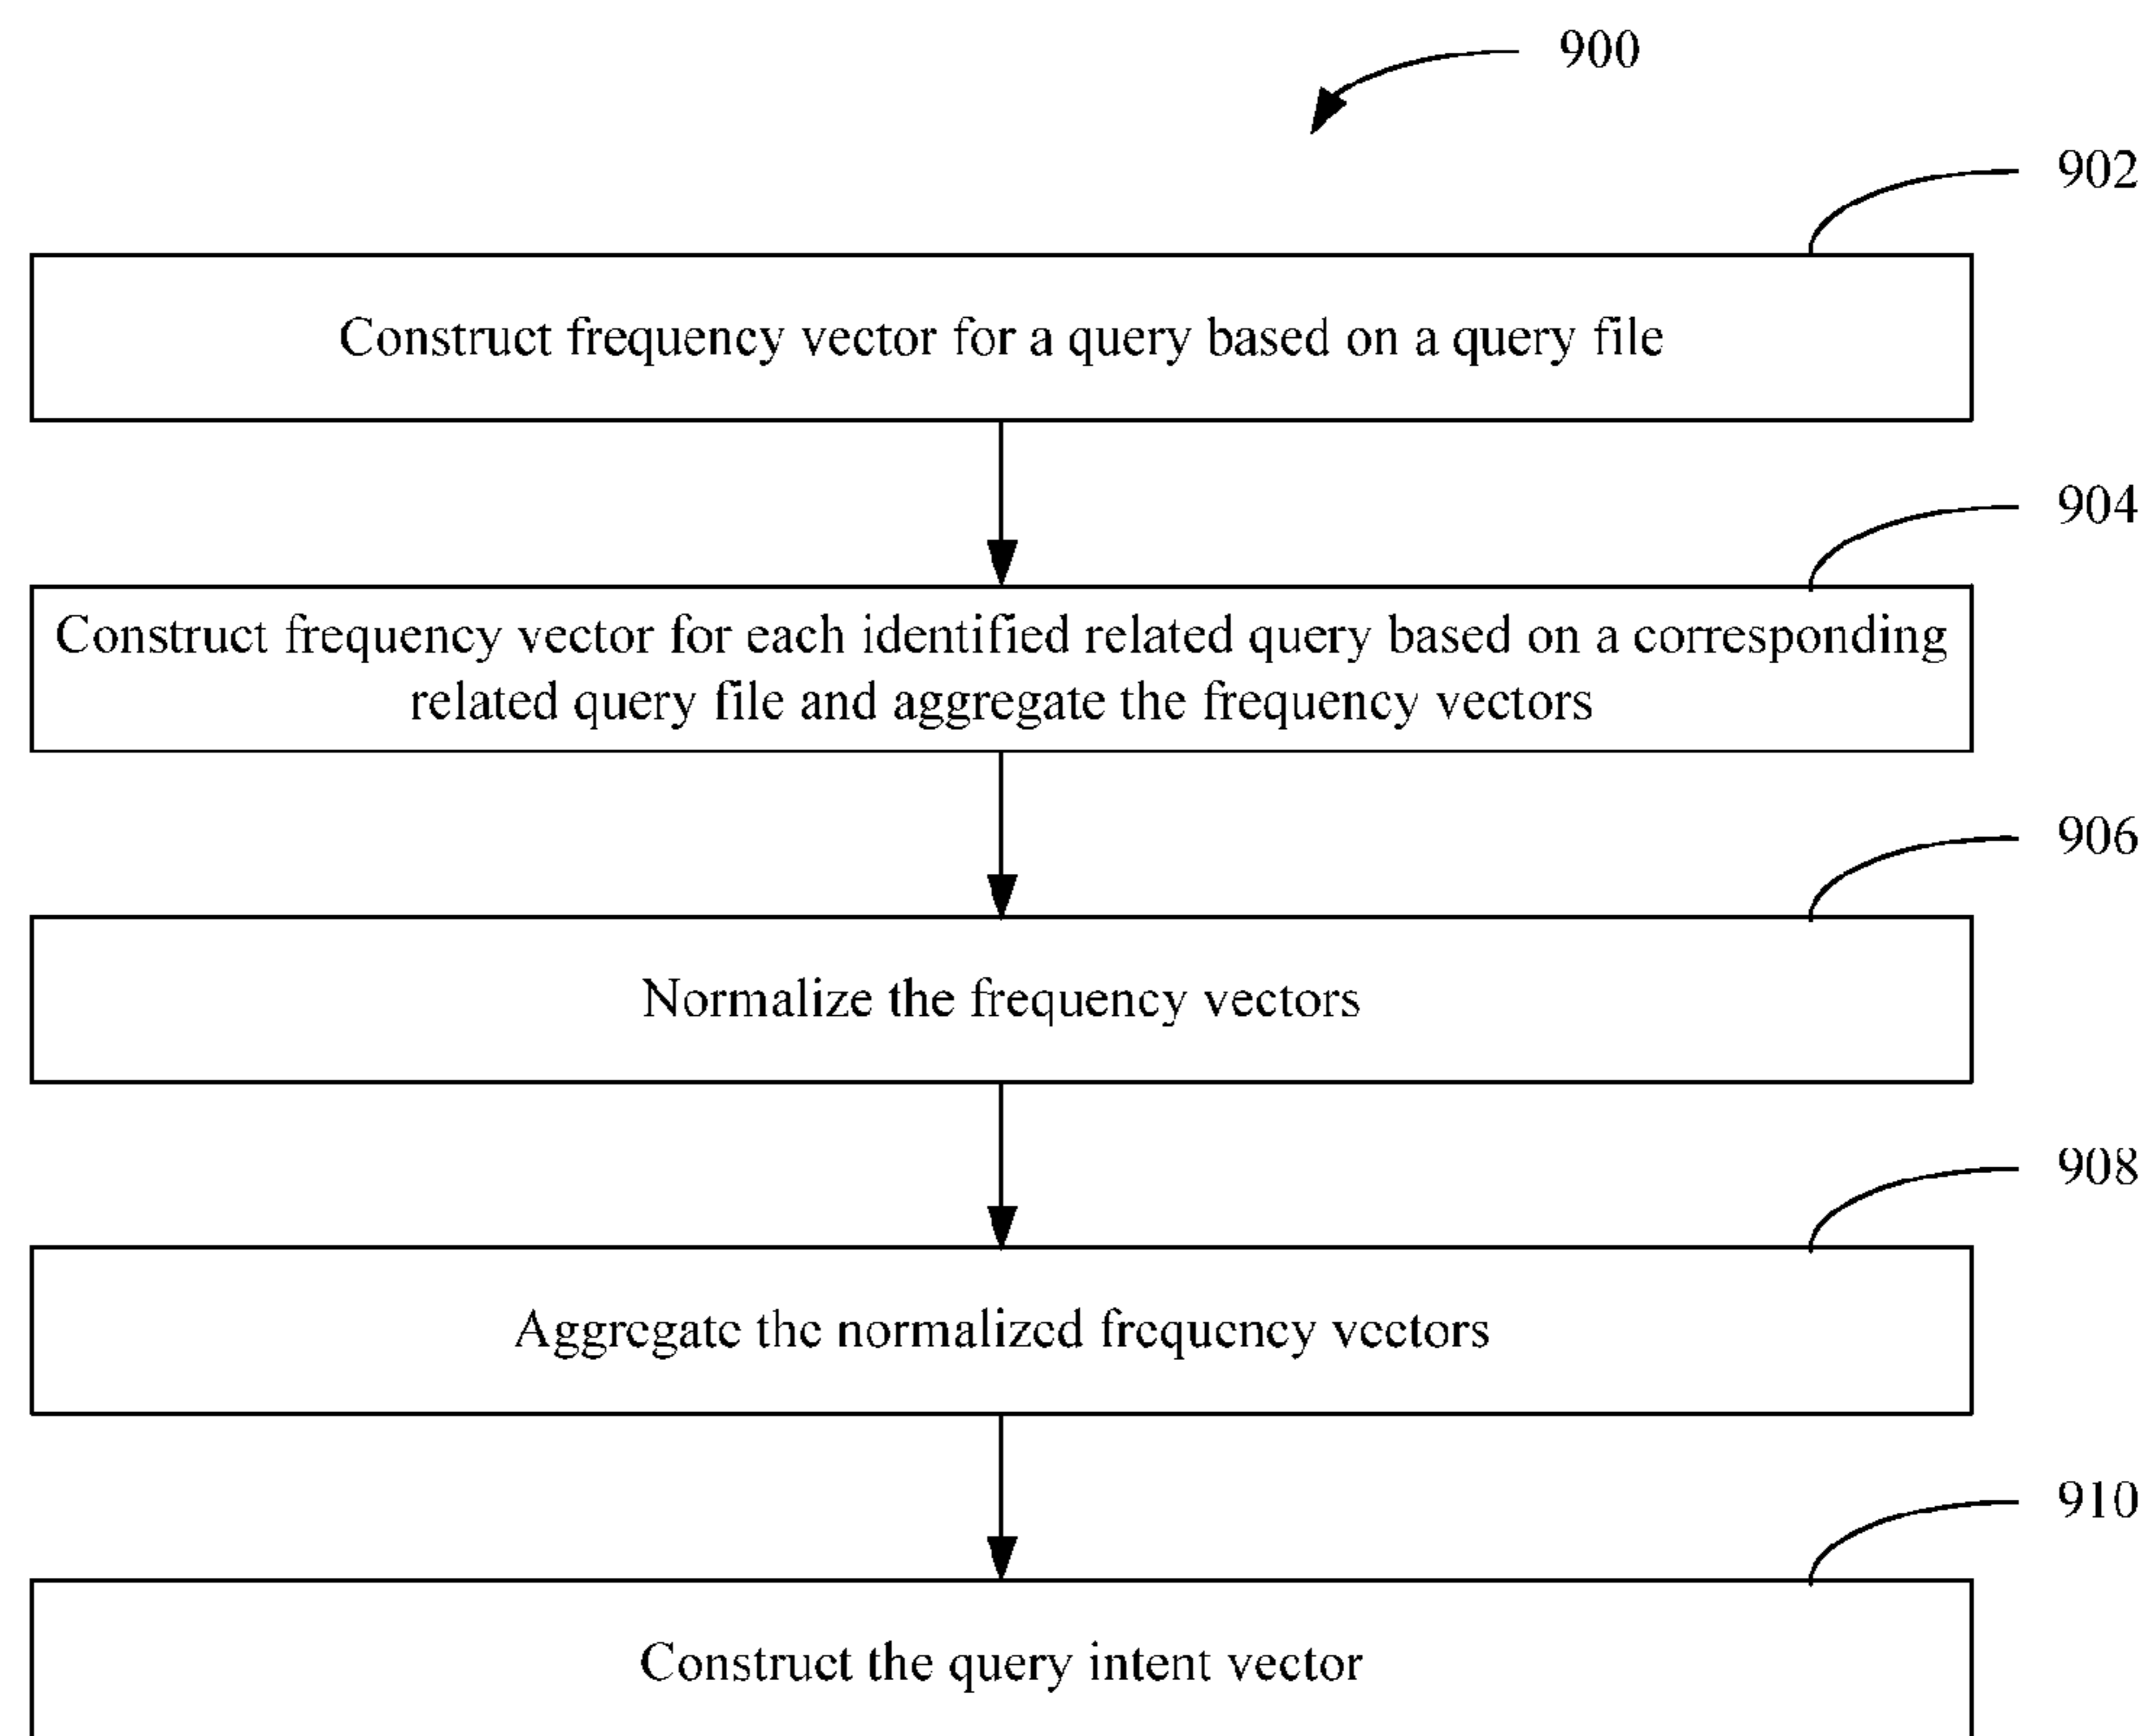 900
902
Construct frequency vector for a query based on a query file
904
Construct frequency vector for each identified related query based on a corresponding
related query file and aggregate the frequency vectors
906
Normalize the frequency vectors
908
Aggregate the normalized frequency vectors
910
Construct the query intent vector